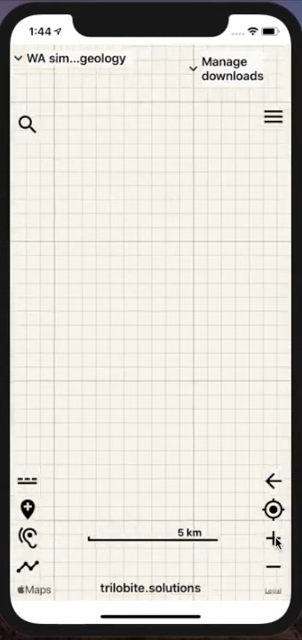 1:44
WA sim...geology
Manage
downloads
5 km
Maps
trilobite.solutions
Legal